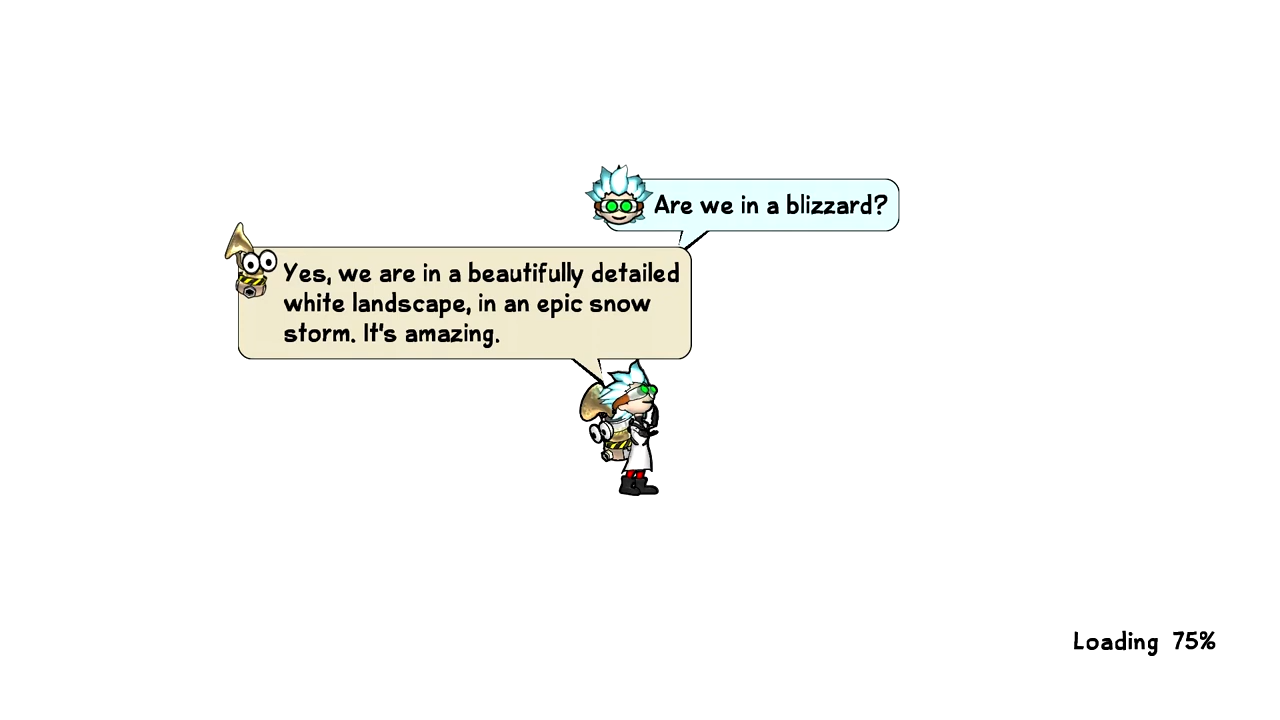 Are we in a blizzard?
Yes, we are in a beautifully detailed
white landscape, in an epic snow
storm. It's amazing.
Loading 75%